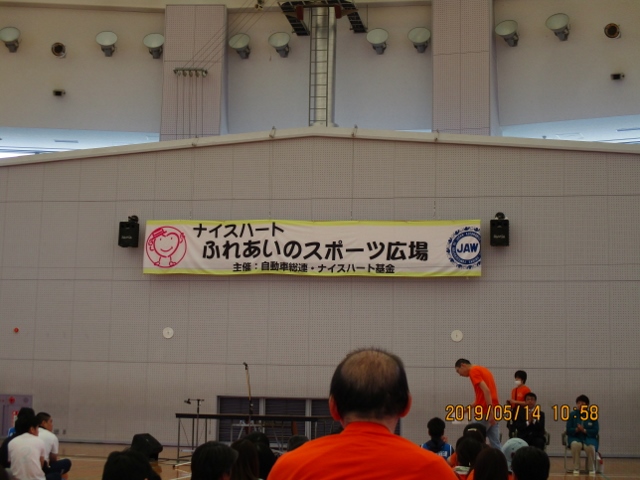 ナイスハート
ふれあいのスポーツ広場
主催：自動車総連・ナイスハート基金
JAW
2019/05/14 10:58